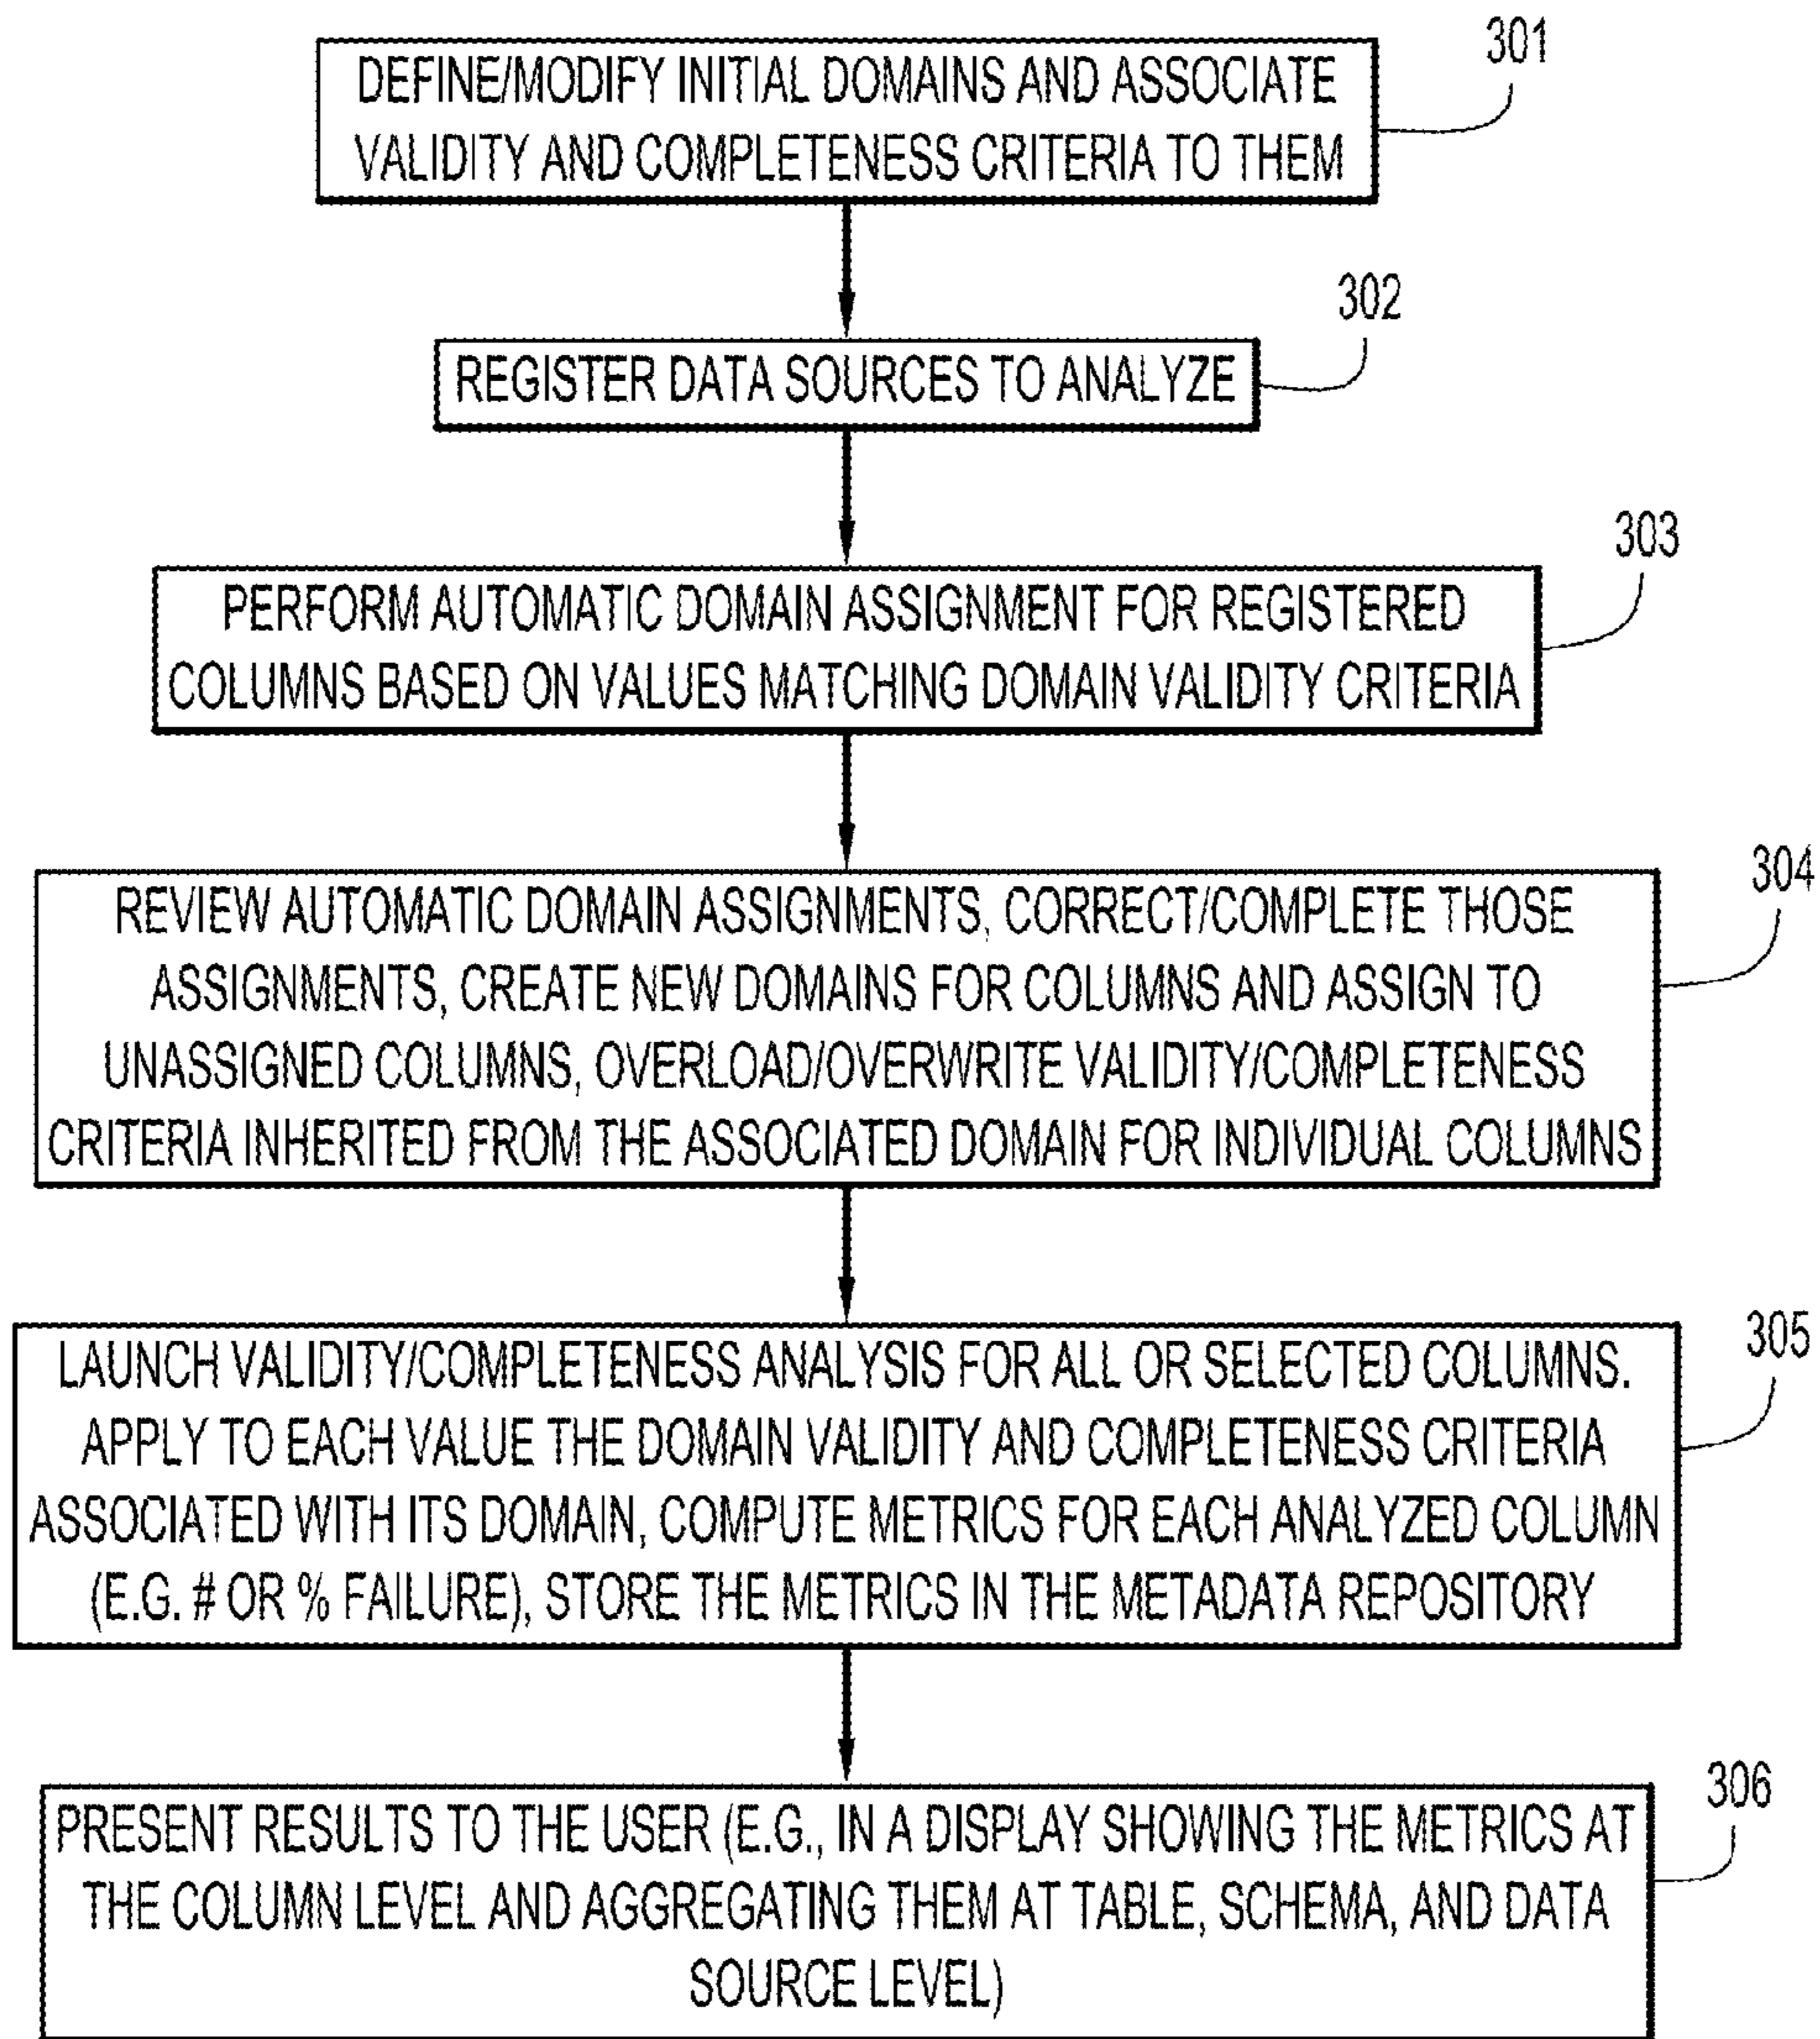 301
DEFINE/MODIFY INITIAL DOMAINS AND ASSOCIATE
VALIDITY AND COMPLETENESS CRITERIA TO THEM
302
REGISTER DATA SOURCES TO ANALYZE
303
PERFORM AUTOMATIC DOMAIN ASSIGNMENT FOR REGISTERED
COLUMNS BASED ON VALUES MATCHING DOMAIN VALIDITY CRITERIA
304
REVIEW AUTOMATIC DOMAIN ASSIGNMENTS, CORRECT/COMPLETE THOSE
ASSIGNMENTS, CREATE NEW DOMAINS FOR COLUMNS AND ASSIGN TO
UNASSIGNED COLUMNS, OVERLOAD/OVERWRITE VALIDITY/COMPLETENESS
CRITERIA INHERITED FROM THE ASSOCIATED DOMAIN FOR INDIVIDUAL COLUMNS
305
LAUNCH VALIDITY/COMPLETENESS ANALYSIS FOR ALL OR SELECTED COLUMNS.
APPLY TO EACH VALUE THE DOMAIN VALIDITY AND COMPLETENESS CRITERIA
ASSOCIATED WITH ITS DOMAIN, COMPUTE METRICS FOR EACH ANALYZED COLUMN
(E.G. # OR % FAILURE), STORE THE METRICS IN THE METADATA REPOSITORY
306
PRESENT RESULTS TO THE USER (E.G., IN A DISPLAY SHOWING THE METRICS AT
THE COLUMN LEVEL AND AGGREGATING THEM AT TABLE, SCHEMA, AND DATA
SOURCE LEVEL)